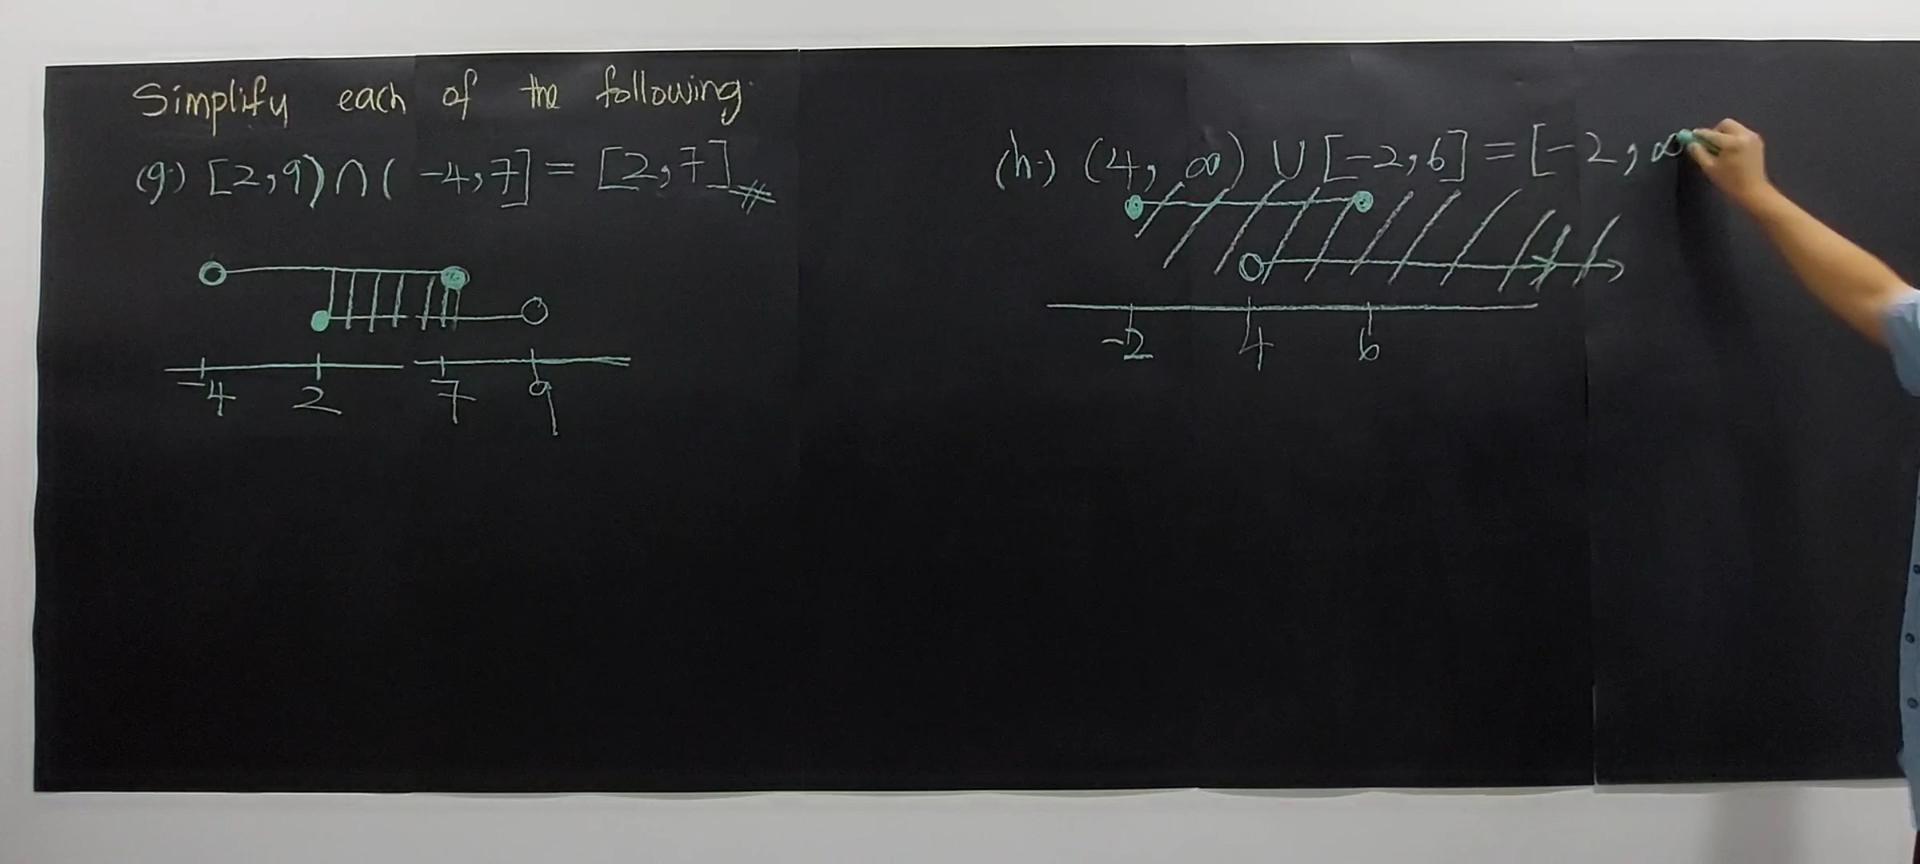 Simplify each of the following.
(g.) [2,9) ∩ ( -4,7] = [2,7]
-4 2 7 9
(h.) (4, ∞) ∪ [-2,6] = [-2, ∞
-2 4 6